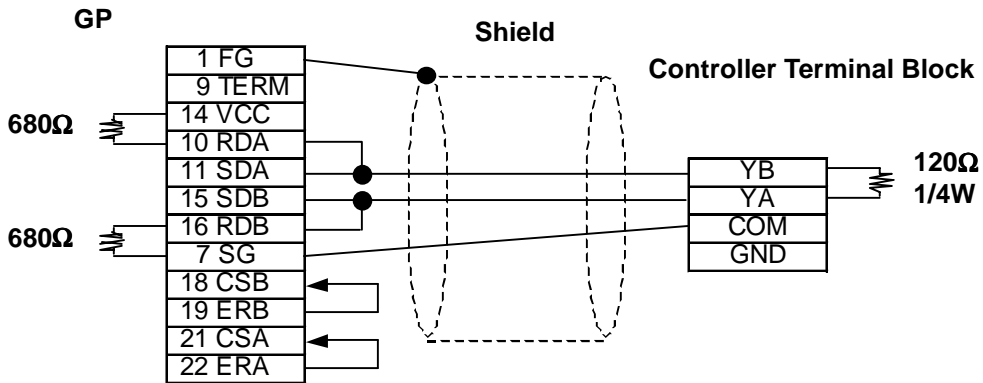 GP
Shield
Controller Terminal Block
1 FG
9 TERM
14 VCC
10 RDA
11 SDA
15 SDB
16 RDB
7 SG
18 CSB
19 ERB
21 CSA
22 ERA
680Ω
680Ω
YB
YA
COM
GND
120Ω
1/4W